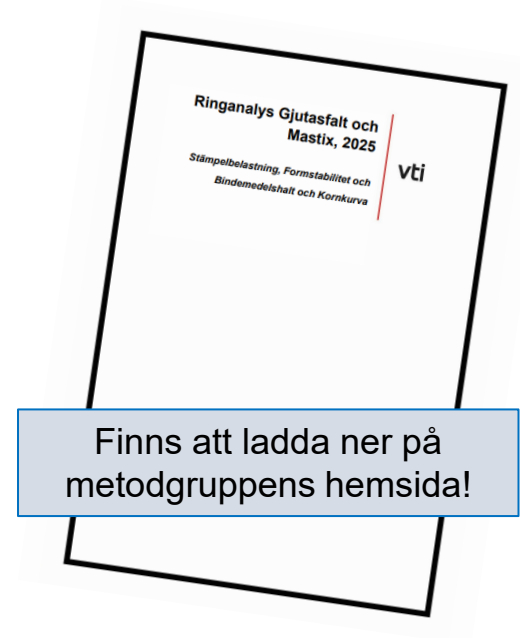 Ringanalys Gjutasfalt och
Mastix, 2025
Stämpelbelastning, Formstabilitet och
Bindemedelshalt och Kornkurva
vti
Finns att ladda ner på
metodgruppens hemsida!